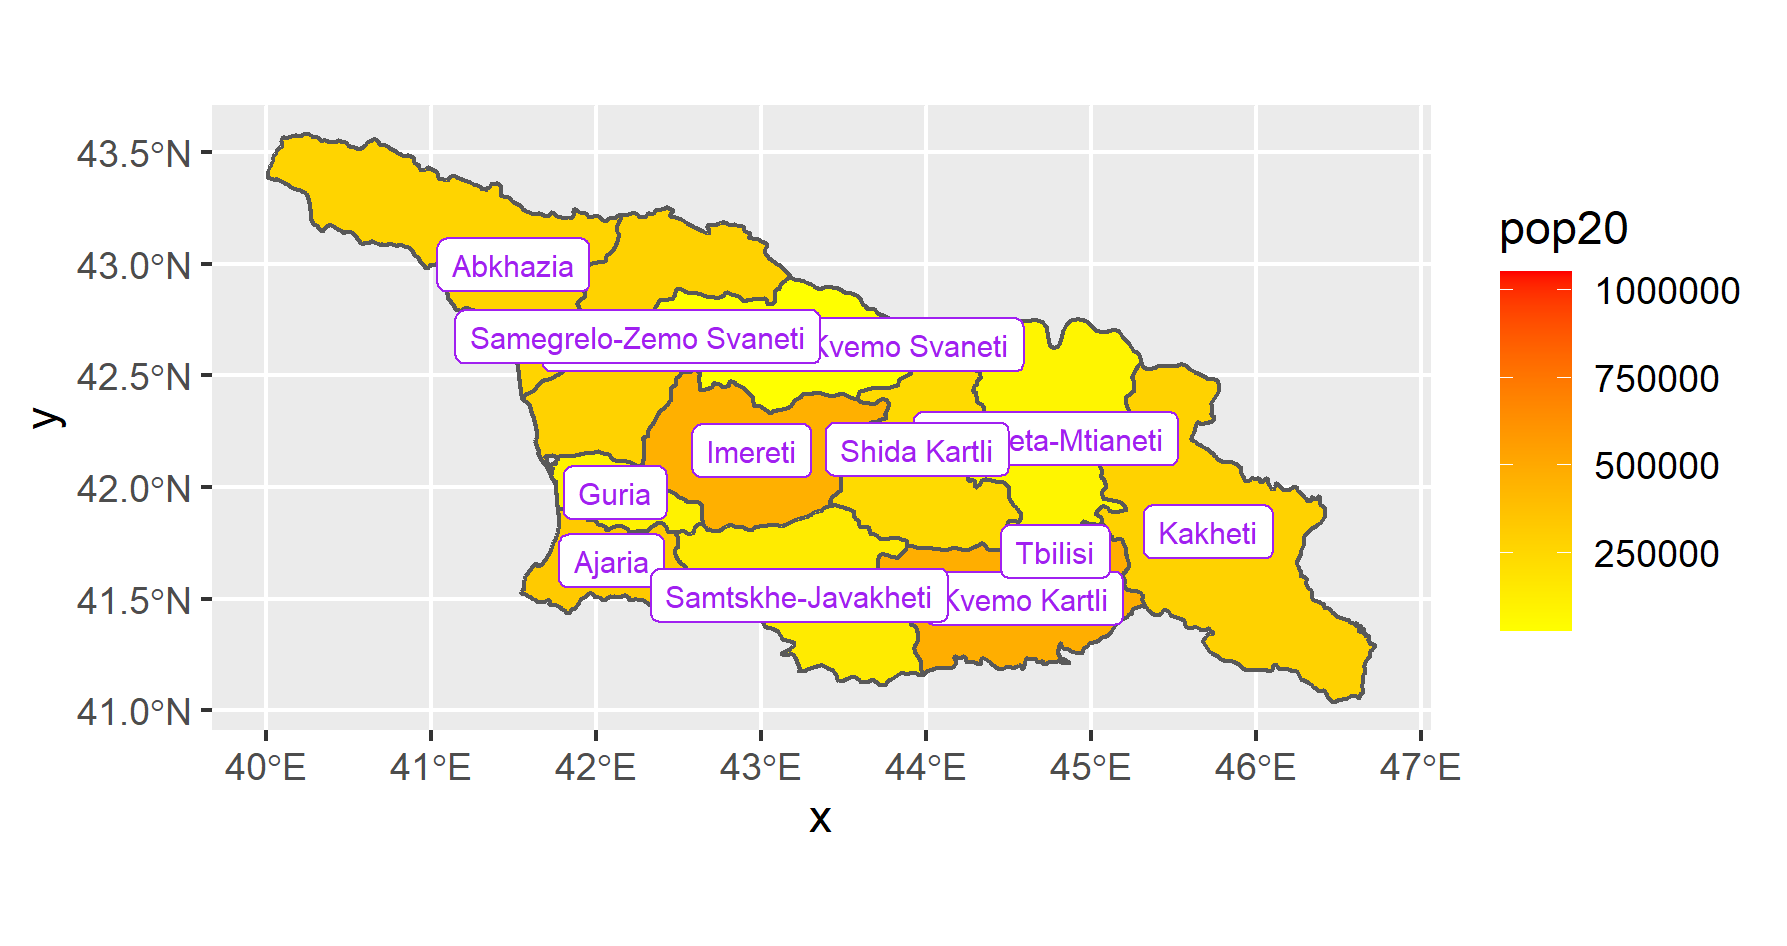 43.5°N
43.0°N
42.5°N
42.0°N
41.5°N
41.0°N
y
Abkhazia
Samegrelo-Zemo Svaneti
Kvemo Svaneti
Imereti
Shida Kartli
eta-Mtianeti
Guria
Kakheti
Ajaria
Tbilisi
Samtskhe-Javakheti
Kvemo Kartli
40°E
41°E
42°E
43°E
44°E
45°E
46°E
47°E
x
pop20
1000000
750000
500000
250000